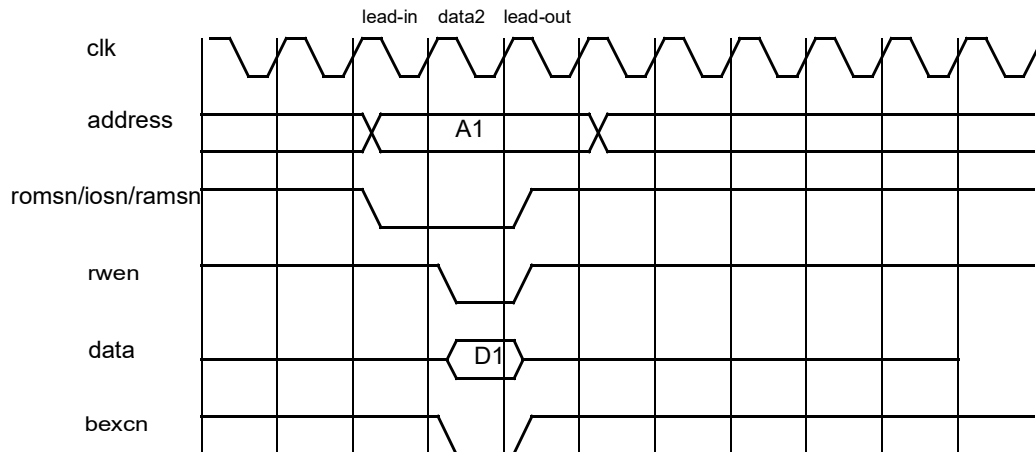 lead-in data2 lead-out
clk
address A1
romsn/iosn/ramsn
rwen
data D1
bexcn